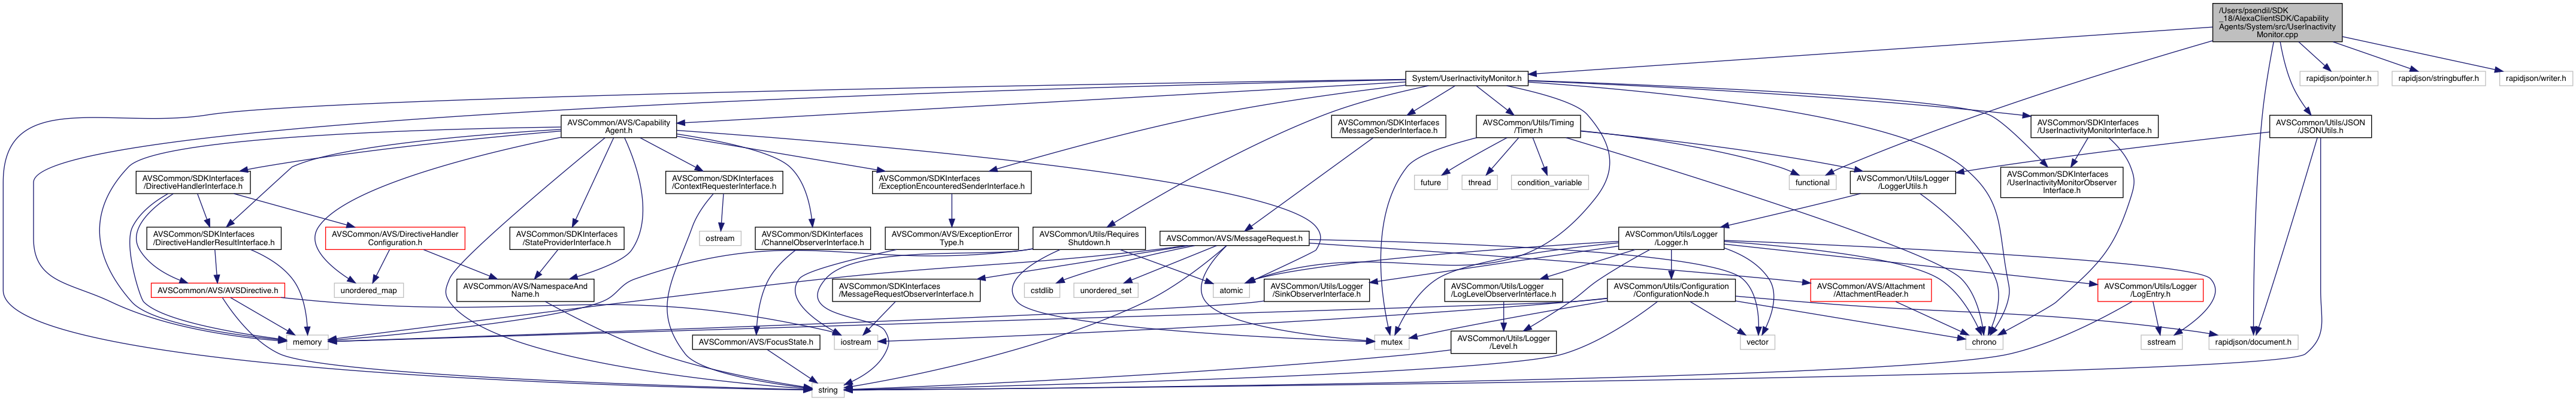 /Users/psendil/SDK
_18/AlexaClientSDK/Capability
Agents/System/src/UserInactivity
Monitor.cpp
System/UserInactivityMonitor.h
rapidjson/pointer.h
rapidjson/stringbuffer.h
rapidjson/writer.h
AVSCommon/AVS/Capability
Agent.h
AVSCommon/SDKInterfaces
/MessageSenderInterface.h
AVSCommon/Utils/Timing
/Timer.h
AVSCommon/SDKInterfaces
/UserInactivityMonitorInterface.h
AVSCommon/Utils/JSON
/JSONUtils.h
AVSCommon/SDKInterfaces
/DirectiveHandlerInterface.h
AVSCommon/SDKInterfaces
/ContextRequesterInterface.h
AVSCommon/SDKInterfaces
/ExceptionEncounteredSenderInterface.h
future
thread
condition_variable
functional
AVSCommon/Utils/Logger
/LoggerUtils.h
AVSCommon/SDKInterfaces
/UserInactivityMonitorObserver
Interface.h
AVSCommon/SDKInterfaces
/DirectiveHandlerResultInterface.h
AVSCommon/AVS/DirectiveHandler
Configuration.h
AVSCommon/SDKInterfaces
/StateProviderInterface.h
ostream
AVSCommon/SDKInterfaces
/ChannelObserverInterface.h
AVSCommon/AVS/ExceptionError
Type.h
AVSCommon/Utils/Requires
Shutdown.h
AVSCommon/AVS/MessageRequest.h
AVSCommon/Utils/Logger
/Logger.h
AVSCommon/AVS/AVSDirective.h
unordered_map
AVSCommon/AVS/NamespaceAnd
Name.h
AVSCommon/SDKInterfaces
/MessageRequestObserverInterface.h
cstdlib
unordered_set
atomic
AVSCommon/Utils/Logger
/SinkObserverInterface.h
AVSCommon/Utils/Logger
/LogLevelObserverInterface.h
AVSCommon/Utils/Configuration
/ConfigurationNode.h
AVSCommon/AVS/Attachment
/AttachmentReader.h
AVSCommon/Utils/Logger
/LogEntry.h
memory
AVSCommon/AVS/FocusState.h
iostream
mutex
AVSCommon/Utils/Logger
/Level.h
vector
chrono
sstream
rapidjson/document.h
string